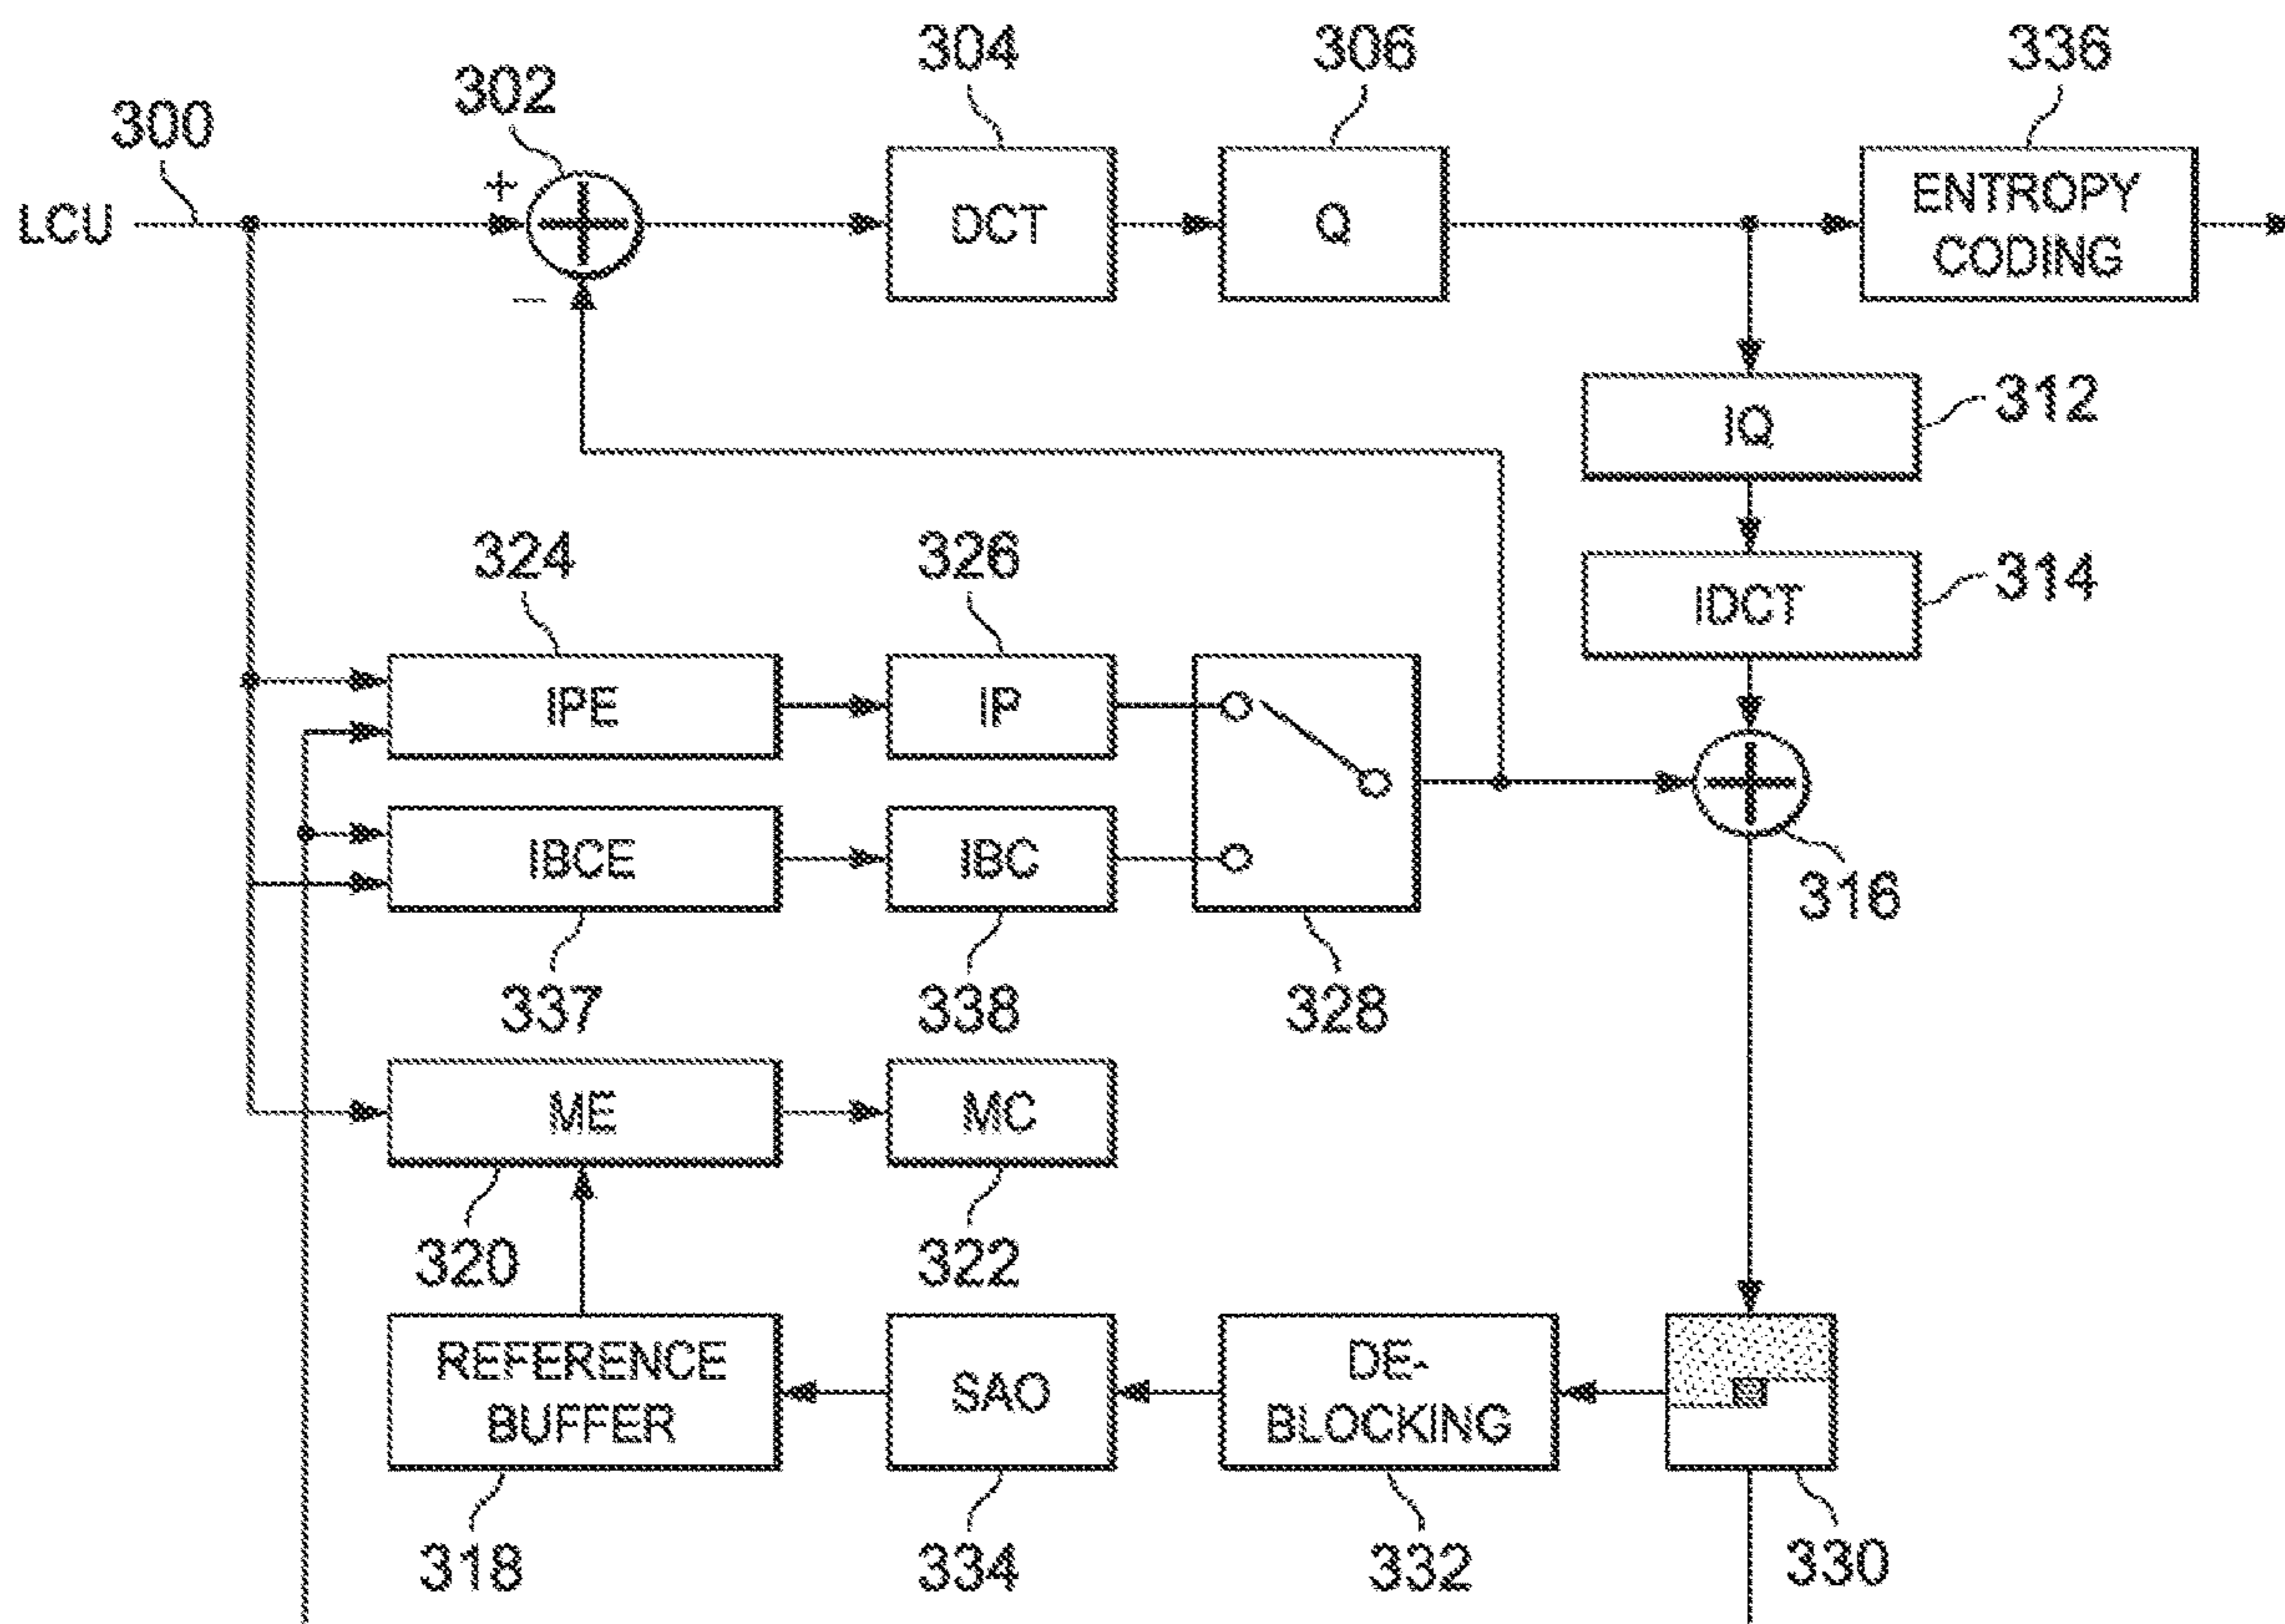 304
306
336
302
300
+
LCU
DCT
Q
ENTROPY
CODING
−
312
IQ
324
326
314
IDCT
IPE
IP
IBCE
IBC
316
337
338
328
ME
MC
320
322
REFERENCE
BUFFER
SAO
DE-
BLOCKING
318
334
332
330